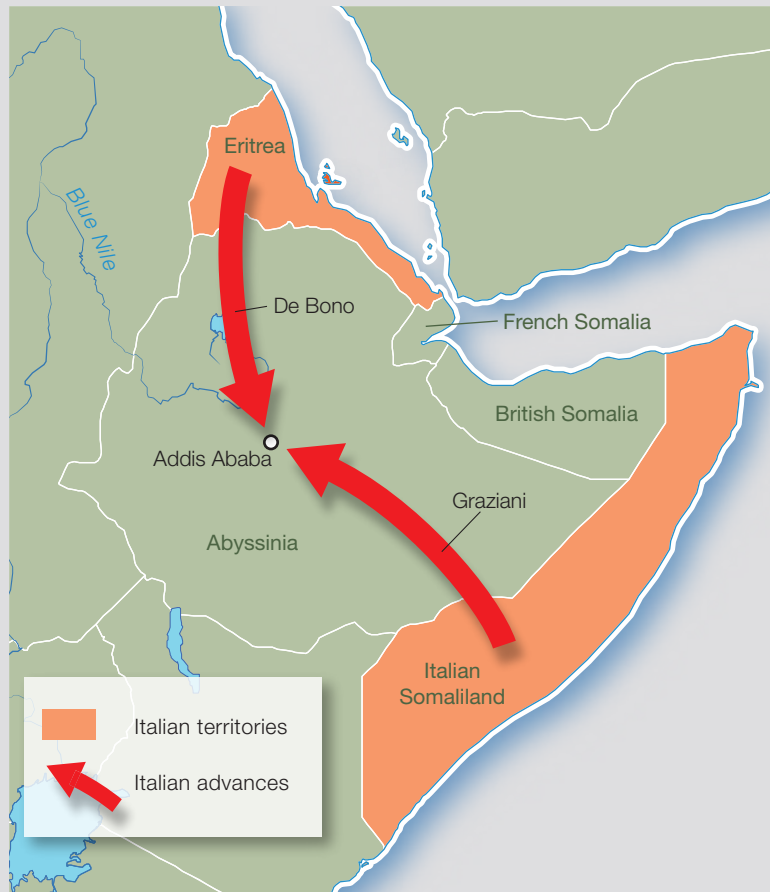 Eritrea
Blue Nile
De Bono
French Somalia
British Somalia
Addis Ababa
Graziani
Abyssinia
Italian
Somaliland
Italian territories
Italian advances